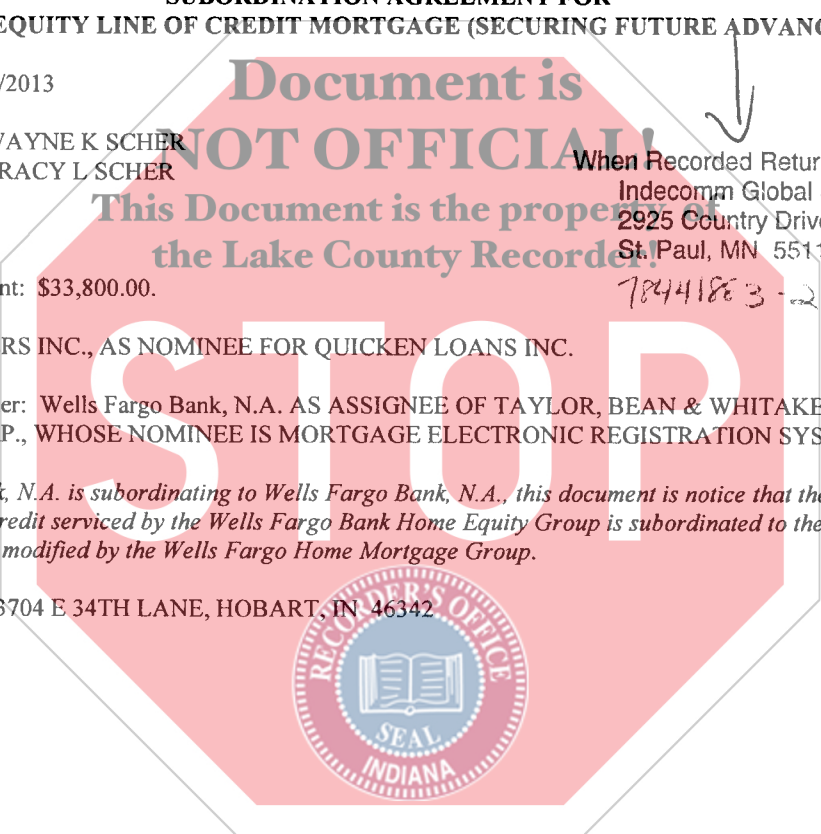 SUBORDINATION AGREEMENT FOR
EQUITY LINE OF CREDIT MORTGAGE (SECURING FUTURE ADVANC
/2013
Document is
NOT OFFICIAL!
This Document is the property of
the Lake County Recorder!
WAYNE K SCHER
RACY L SCHER
When Recorded Retur
Indecomm Global
2925 Country Drive
St. Paul, MN 5511
nt: $33,800.00.
RS INC., AS NOMINEE FOR QUICKEN LOANS INC.
er: Wells Fargo Bank, N.A. AS ASSIGNEE OF TAYLOR, BEAN & WHITAKE
P., WHOSE NOMINEE IS MORTGAGE ELECTRONIC REGISTRATION SYS
STOP
k, N.A. is subordinating to Wells Fargo Bank, N.A., this document is notice that the
redit serviced by the Wells Fargo Bank Home Equity Group is subordinated to the
modified by the Wells Fargo Home Mortgage Group.
3704 E 34TH LANE, HOBART, IN 46342
RECORDER'S OFFICE
SEAL
INDIANA